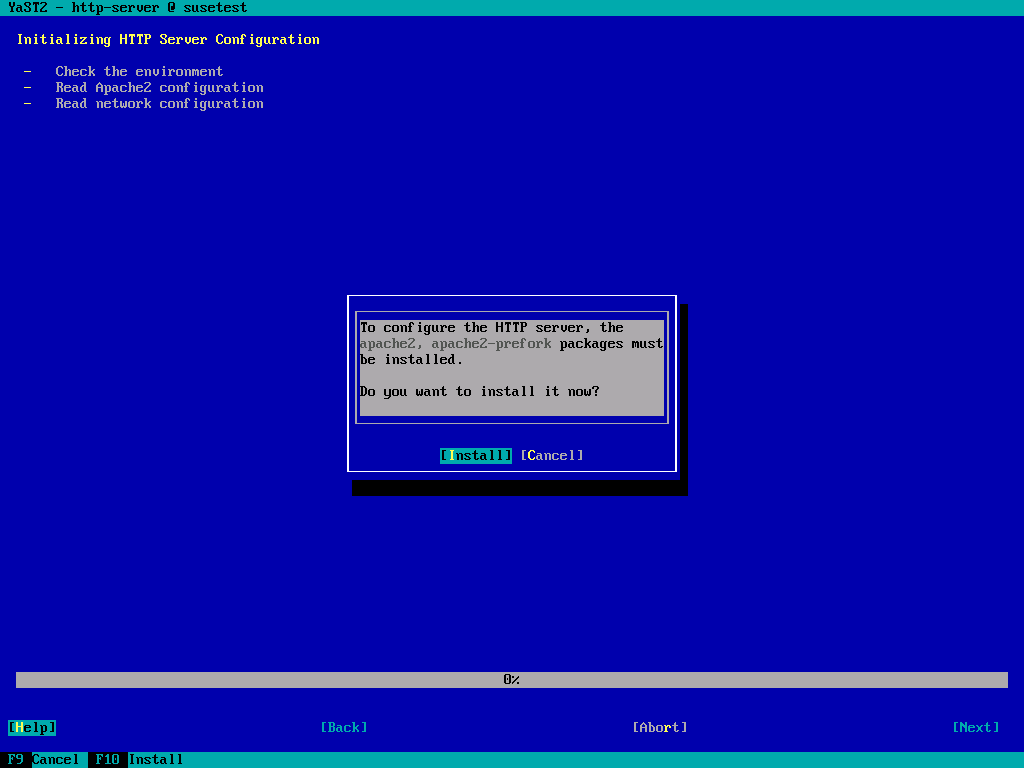 YaST2 - http-server @ susetest
Initializing HTTP Server Configuration
- Check the environment
- Read Apache2 configuration
- Read network configuration
To configure the HTTP server, the
apache2, apache2-prefork packages must
be installed.
Do you want to install it now?
[Install] [Cancel]
0%
[Help] [Back] [Abort] [Next]
F9 Cancel F10 Install